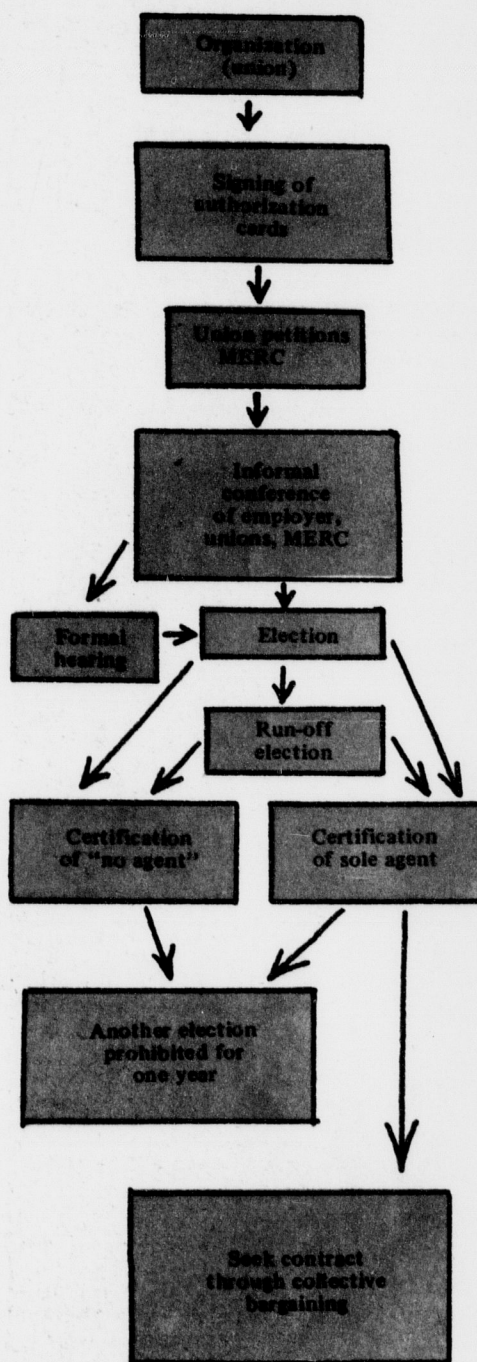 Organization
(union)
Signing of
authorization
cards
Union petitions
MERC
Informal
conference
of employer,
unions, MERC
Formal
hearing
Election
Run-off
election
Certification
of “no agent”
Certification
of sole agent
Another election
prohibited for
one year
Seek contract
through collective
bargaining